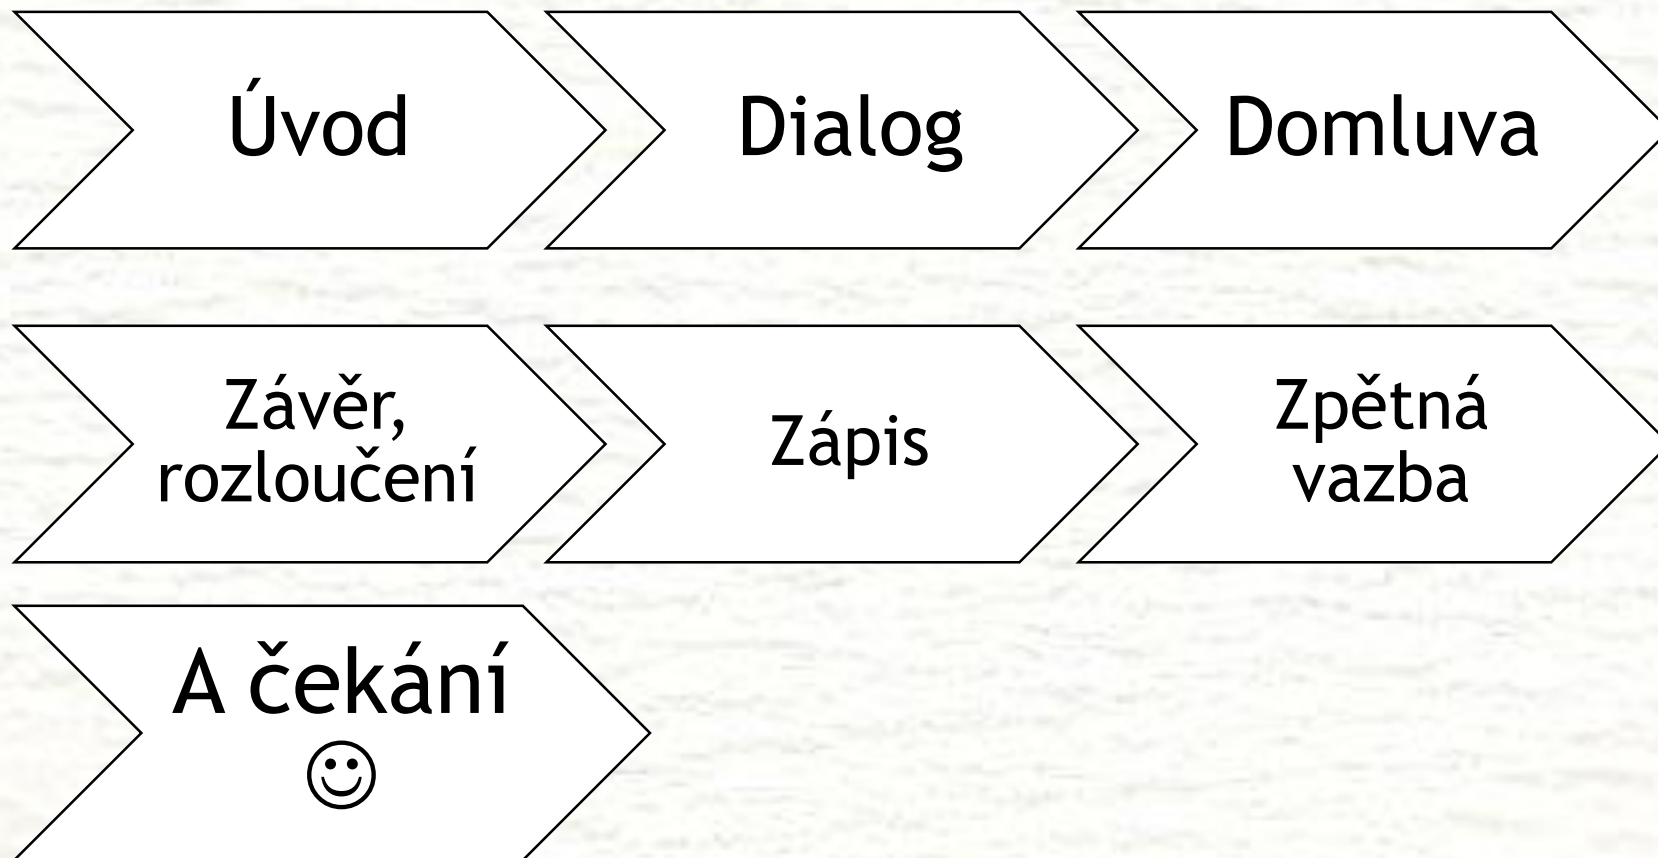 Úvod
Dialog
Domluva
Závěr,
rozloučení
Zápis
Zpětná
vazba
A čekání
☺